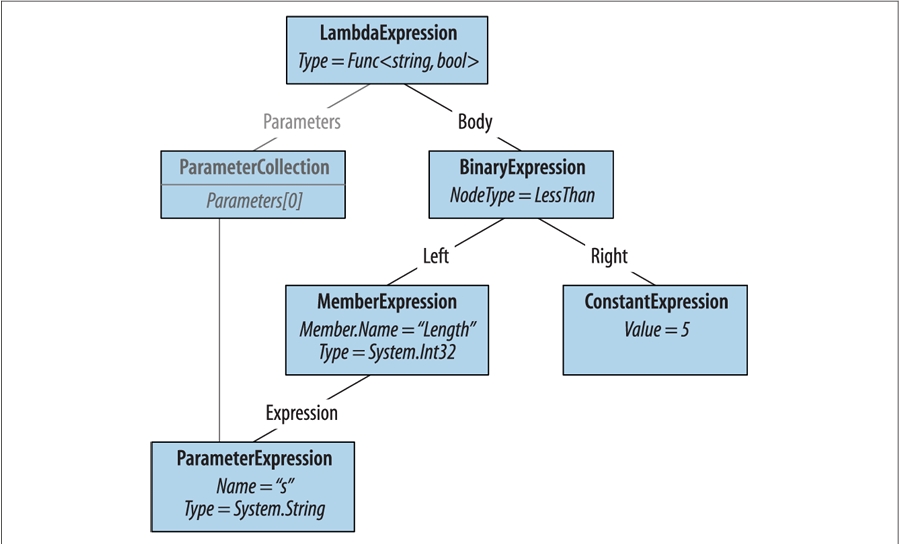 LambdaExpression
Type = Func<string, bool>
Parameters
Body
ParameterCollection
Parameters[0]
BinaryExpression
NodeType = LessThan
Left
Right
MemberExpression
Member.Name = “Length”
Type = System.Int32
ConstantExpression
Value = 5
Expression
ParameterExpression
Name = “s”
Type = System.String